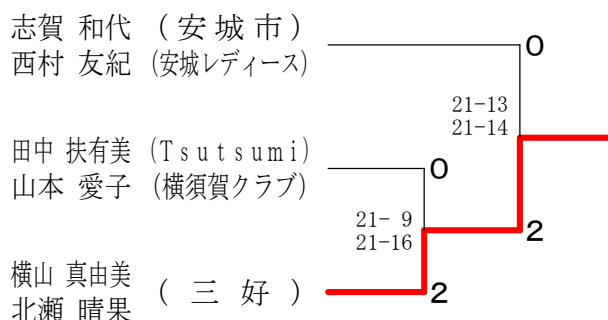 志賀 和代 (安城市)
西村 友紀 (安城レディース)
0
21-13
21-14
田中 扶有美 (Tsutsumi)
山本 愛子 (横須賀クラブ)
0
21- 9
21-16
2
横山 真由美
北瀬 晴果
(三好)
2